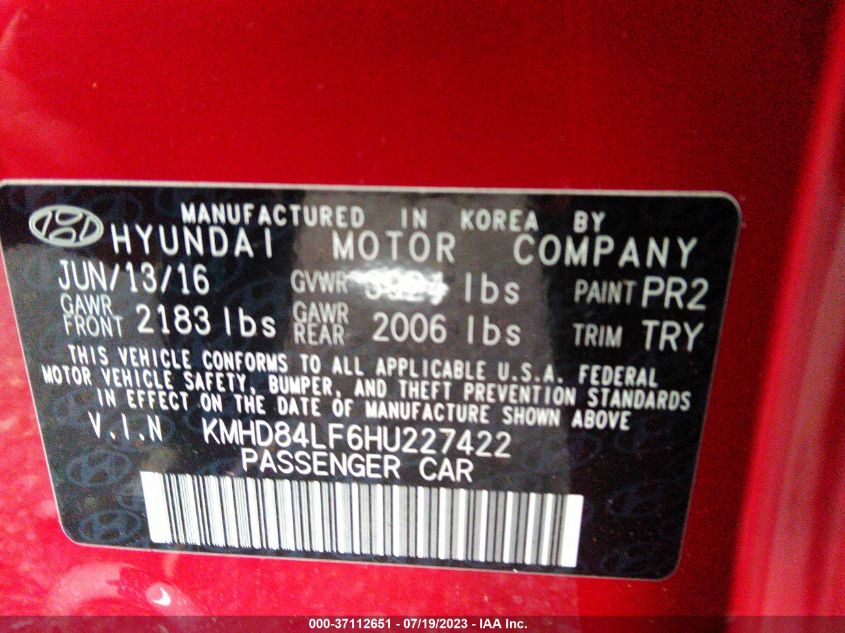 MANUFACTURED IN KOREA BY
HYUNDAI MOTOR COMPANY
JUN/13/16 GVWR lbs PAINT PR2
GAWR FRONT 2183 lbs GAWR REAR 2006 lbs TRIM TRY
THIS VEHICLE CONFORMS TO ALL APPLICABLE U.S.A. FEDERAL
MOTOR VEHICLE SAFETY, BUMPER, AND THEFT PREVENTION STANDARDS
IN EFFECT ON THE DATE OF MANUFACTURE SHOWN ABOVE
V.I.N KMHD84LF6HU227422
PASSENGER CAR
000-37112651 - 07/19/2023 - IAA Inc.